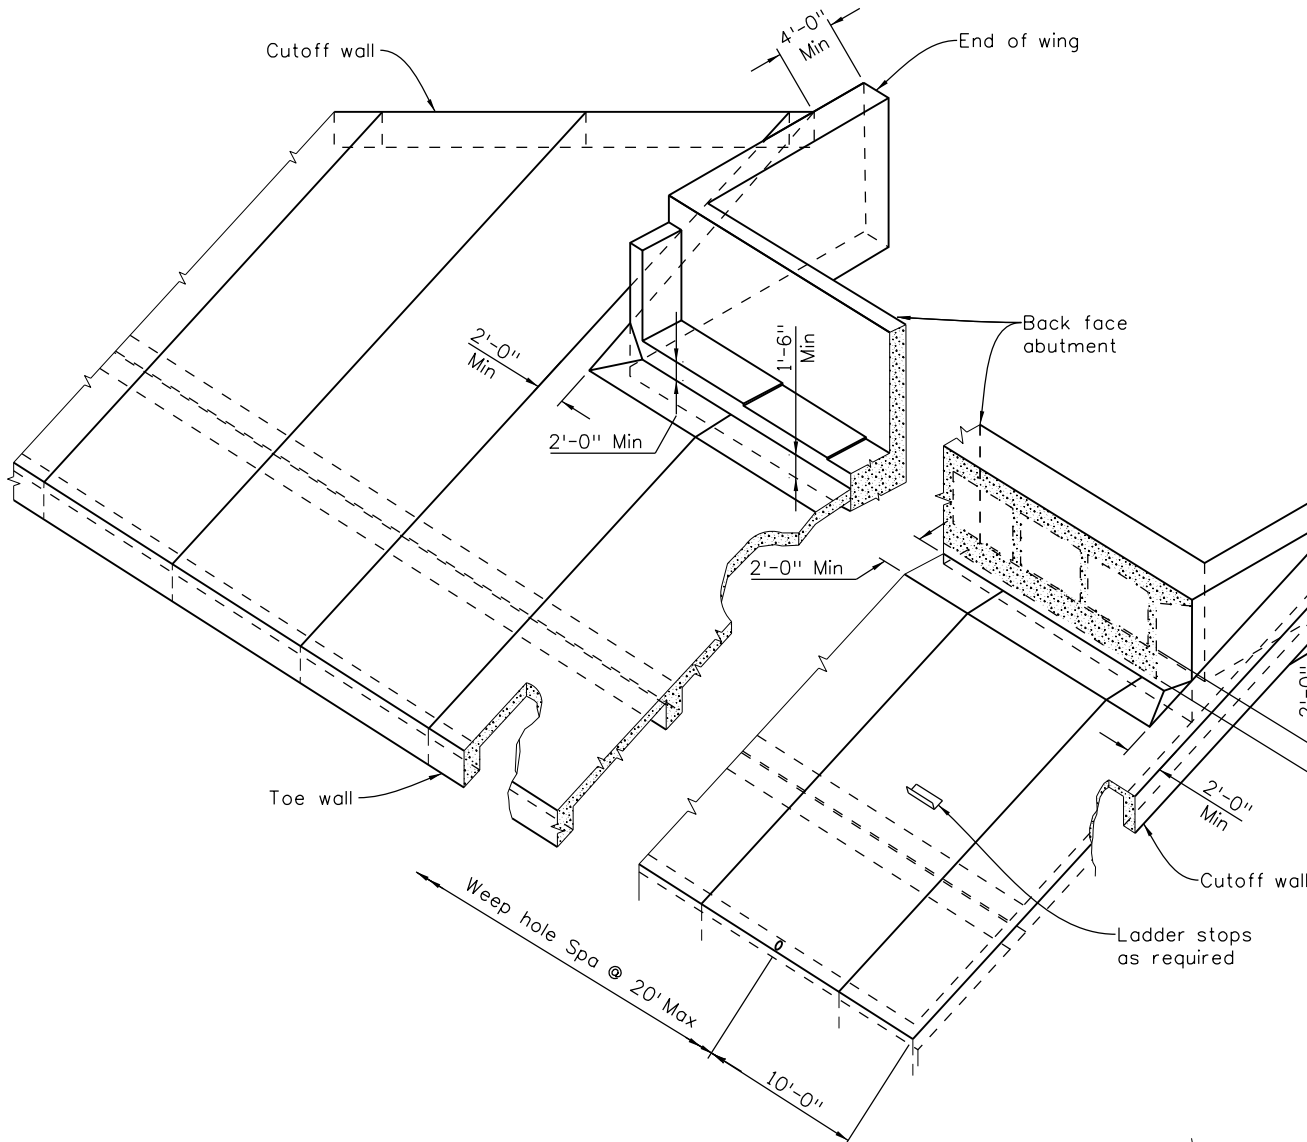 4'-0"
Min
End of wing
Cutoff wall
2'-0"
Min
1'-6"
Min
Back face
abutment
2'-0" Min
2'-0" Min
2'-0"
2'-0"
Min
Toe wall
Cutoff wall
Weep hole Spa @ 20' Max
Ladder stops
as required
10'-0"